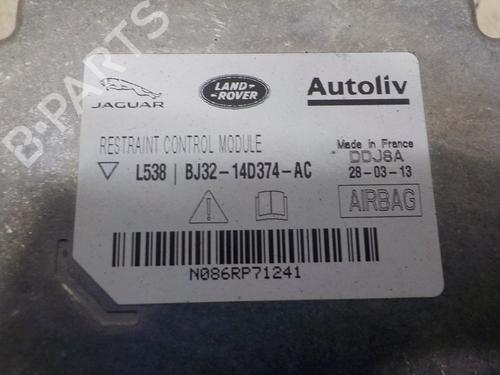 B-PARTS
JAGUAR
LAND-
ROVER
Autoliv
RESTRAINT CONTROL MODULE
L538 | BJ32-14D374-AC
Made in France
DDJ8A
28-03-13
AIRBAG
N086RP71241